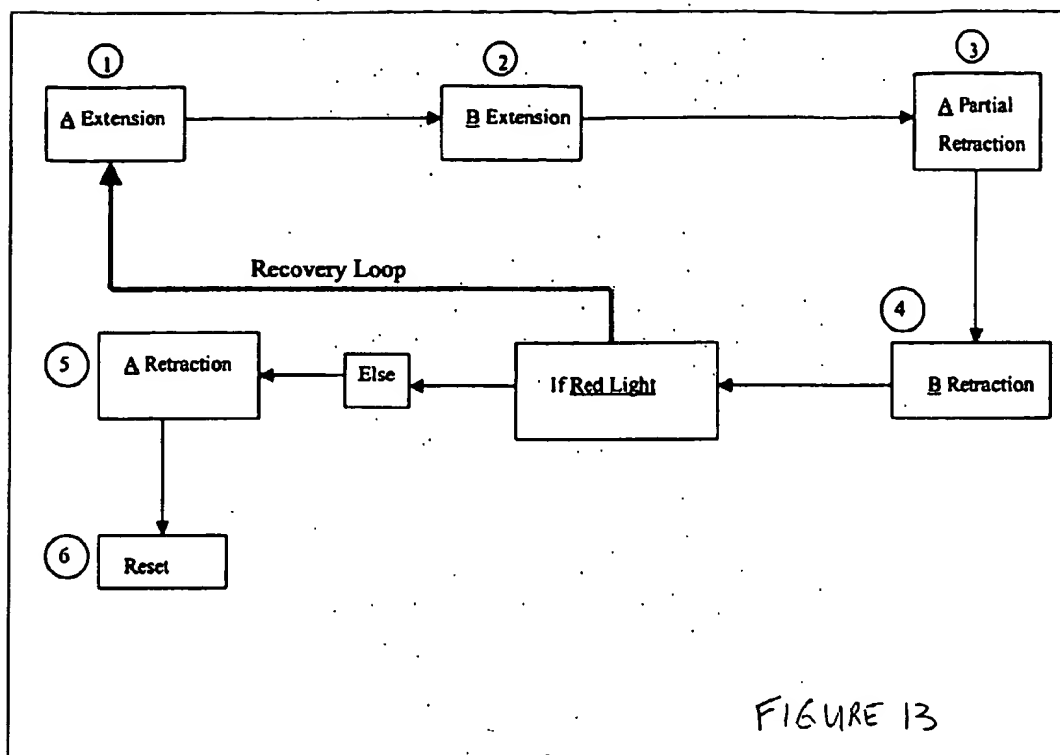 1
A Extension
2
B Extension
3
A Partial
Retraction
Recovery Loop
4
B Retraction
If Red Light
Else
5
A Retraction
6
Reset
FIGURE 13